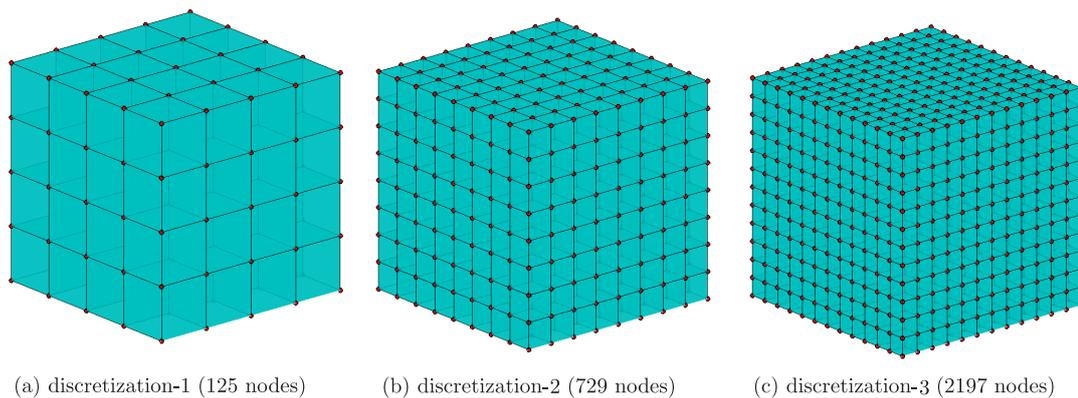 (a) discretization-1 (125 nodes)
(b) discretization-2 (729 nodes)
(c) discretization-3 (2197 nodes)